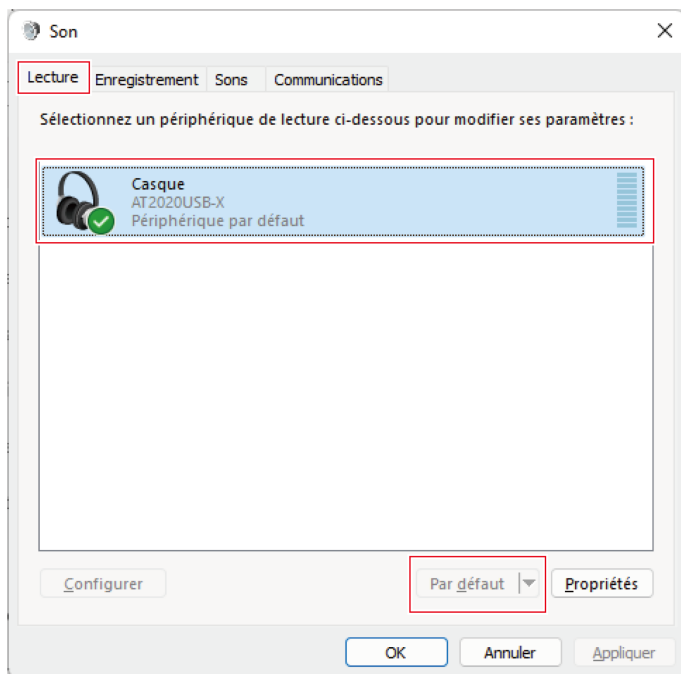 Son
Lecture Enregistrement Sons Communications
Sélectionnez un périphérique de lecture ci-dessous pour modifier ses paramètres :
Casque
AT2020USB-X
Périphérique par défaut
Configurer Par défaut Propriétés
OK Annuler Appliquer